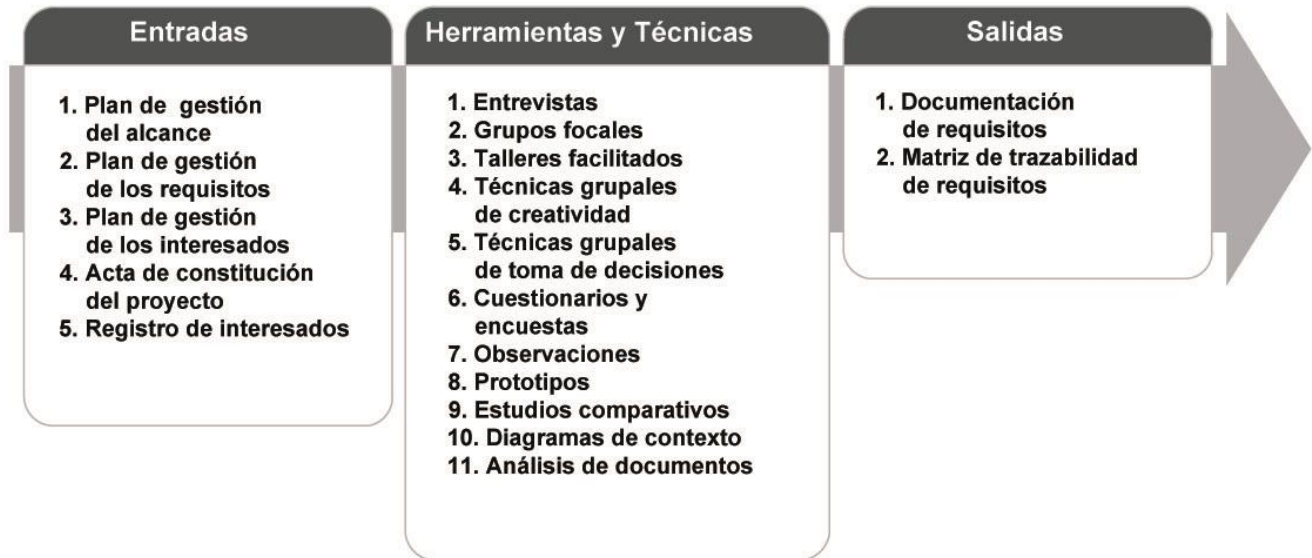 Entradas
1. Plan de gestión
del alcance
2. Plan de gestión
de los requisitos
3. Plan de gestión
de los interesados
4. Acta de constitución
del proyecto
5. Registro de interesados
Herramientas y Técnicas
1. Entrevistas
2. Grupos focales
3. Talleres facilitados
4. Técnicas grupales
de creatividad
5. Técnicas grupales
de toma de decisiones
6. Cuestionarios y
encuestas
7. Observaciones
8. Prototipos
9. Estudios comparativos
10. Diagramas de contexto
11. Análisis de documentos
Salidas
1. Documentación
de requisitos
2. Matriz de trazabilidad
de requisitos